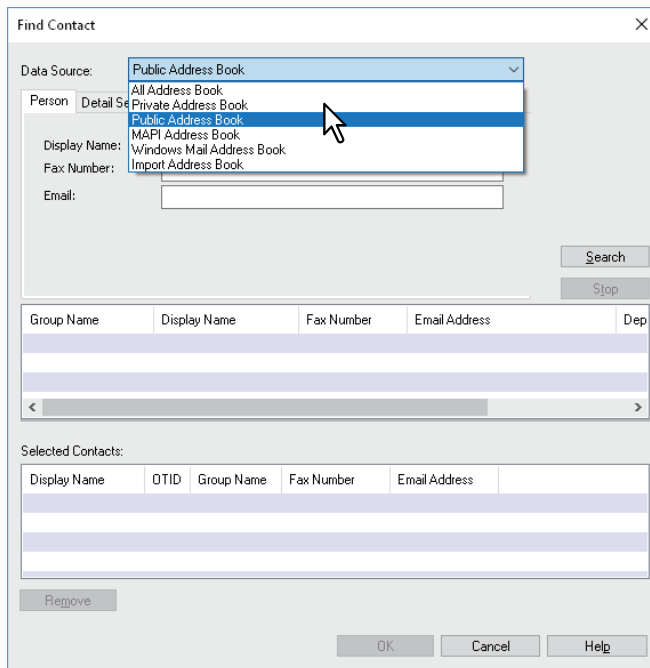 Find Contact
Data Source: Public Address Book
All Address Book
Private Address Book
Public Address Book
MAPI Address Book
Windows Mail Address Book
Import Address Book
Person Detail Se
Display Name:
Fax Number:
Email:
Search
Stop
Group Name Display Name Fax Number Email Address Dep
Selected Contacts:
Display Name OTID Group Name Fax Number Email Address
Remove
OK Cancel Help